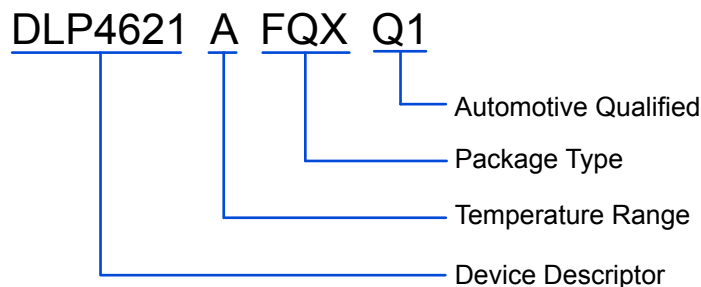 DLP4621 A FQX Q1
Automotive Qualified
Package Type
Temperature Range
Device Descriptor